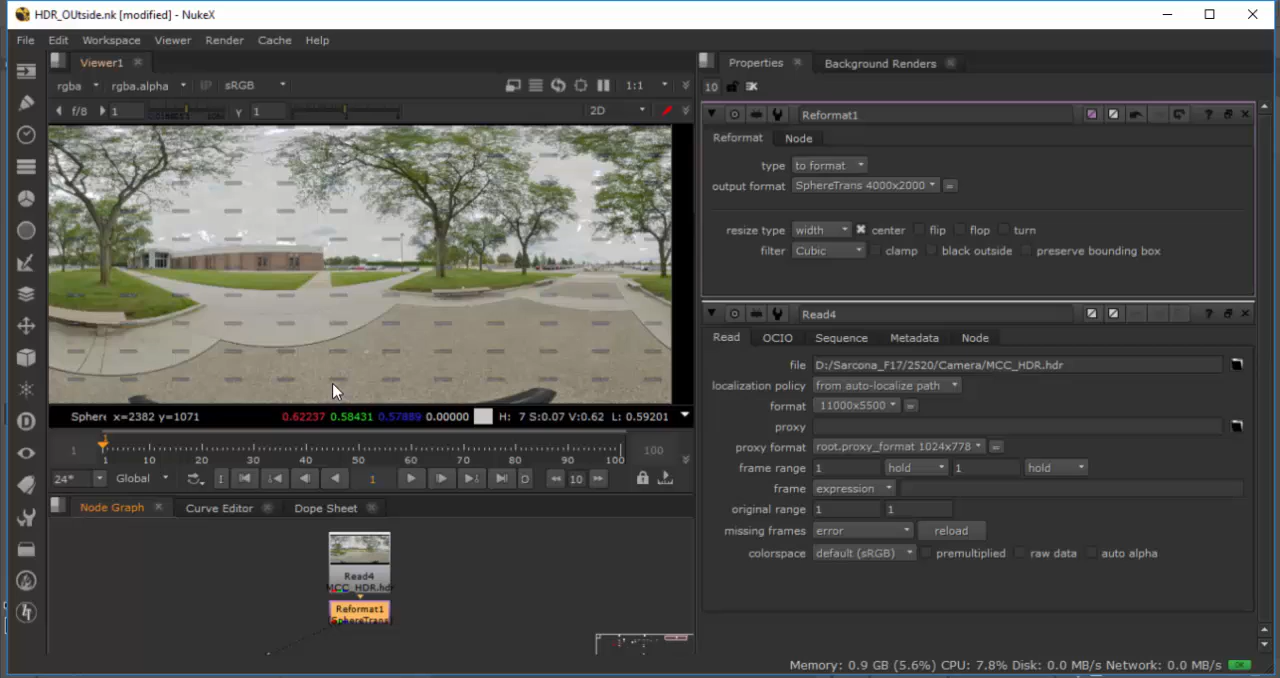 HDR_OUtside.nk [modified] - NukeX
File Edit Workspace Viewer Render Cache Help
Viewer1
rgba rgba.alpha IP sRGB 1:1
f/8 1 Y 1 2D
Sphere x=2382 y=1071 0.62237 0.58431 0.57889 0.00000 H: 7 S:0.07 V:0.62 L: 0.59201
1 100
1 10 20 30 40 50 60 70 80 90 100
24* Global 1 10
Node Graph Curve Editor Dope Sheet
Read4
MCC_HDR.hdr
Reformat1
SphereTrans
Properties Background Renders
10
Reformat1
Reformat Node
type to format
output format SphereTrans 4000x2000 =
resize type width center flip flop turn
filter Cubic clamp black outside preserve bounding box
Read4
Read OCIO Sequence Metadata Node
file D:/Sarcona_F17/2520/Camera/MCC_HDR.hdr
localization policy from auto-localize path
format 11000x5500 =
proxy
proxy format root.proxy_format 1024x778 =
frame range 1 hold 1 hold
frame expression
original range 1 1
missing frames error reload
colorspace default (sRGB) premultiplied raw data auto alpha
Memory: 0.9 GB (5.6%) CPU: 7.8% Disk: 0.0 MB/s Network: 0.0 MB/s